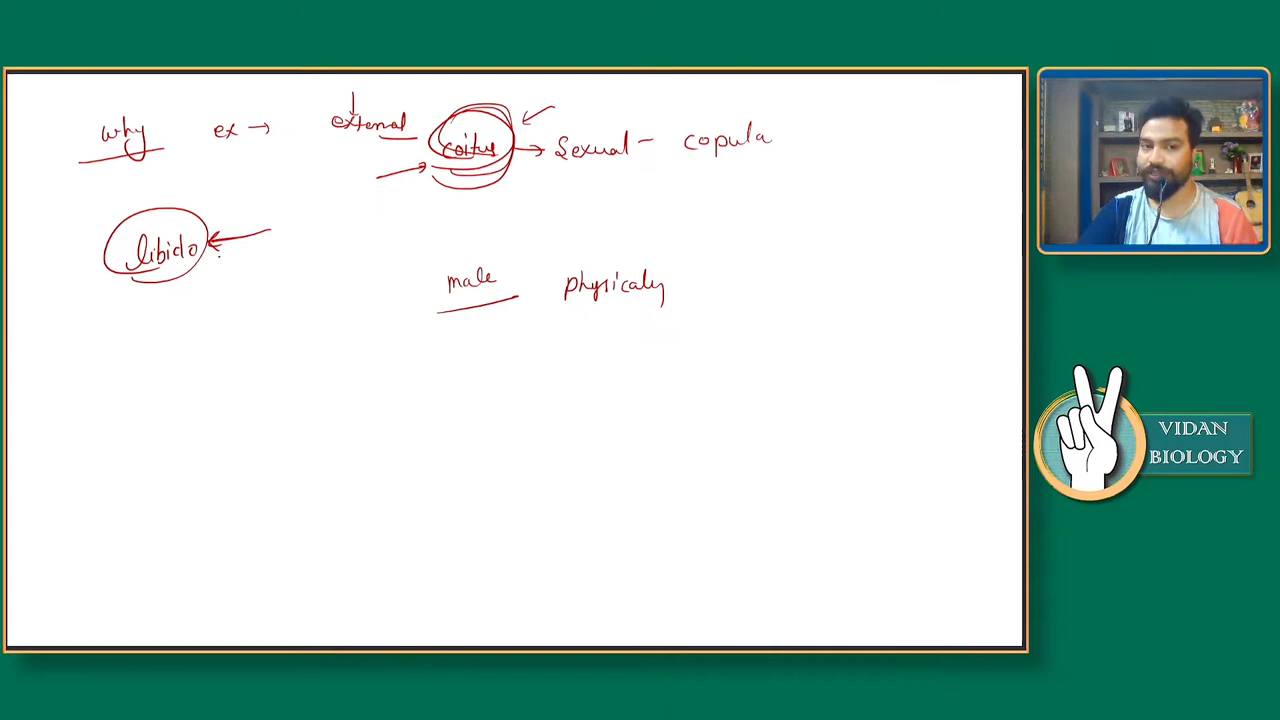 why ex → external coitus → Sexual - copula
libido
male physicaly
VIDAN
BIOLOGY